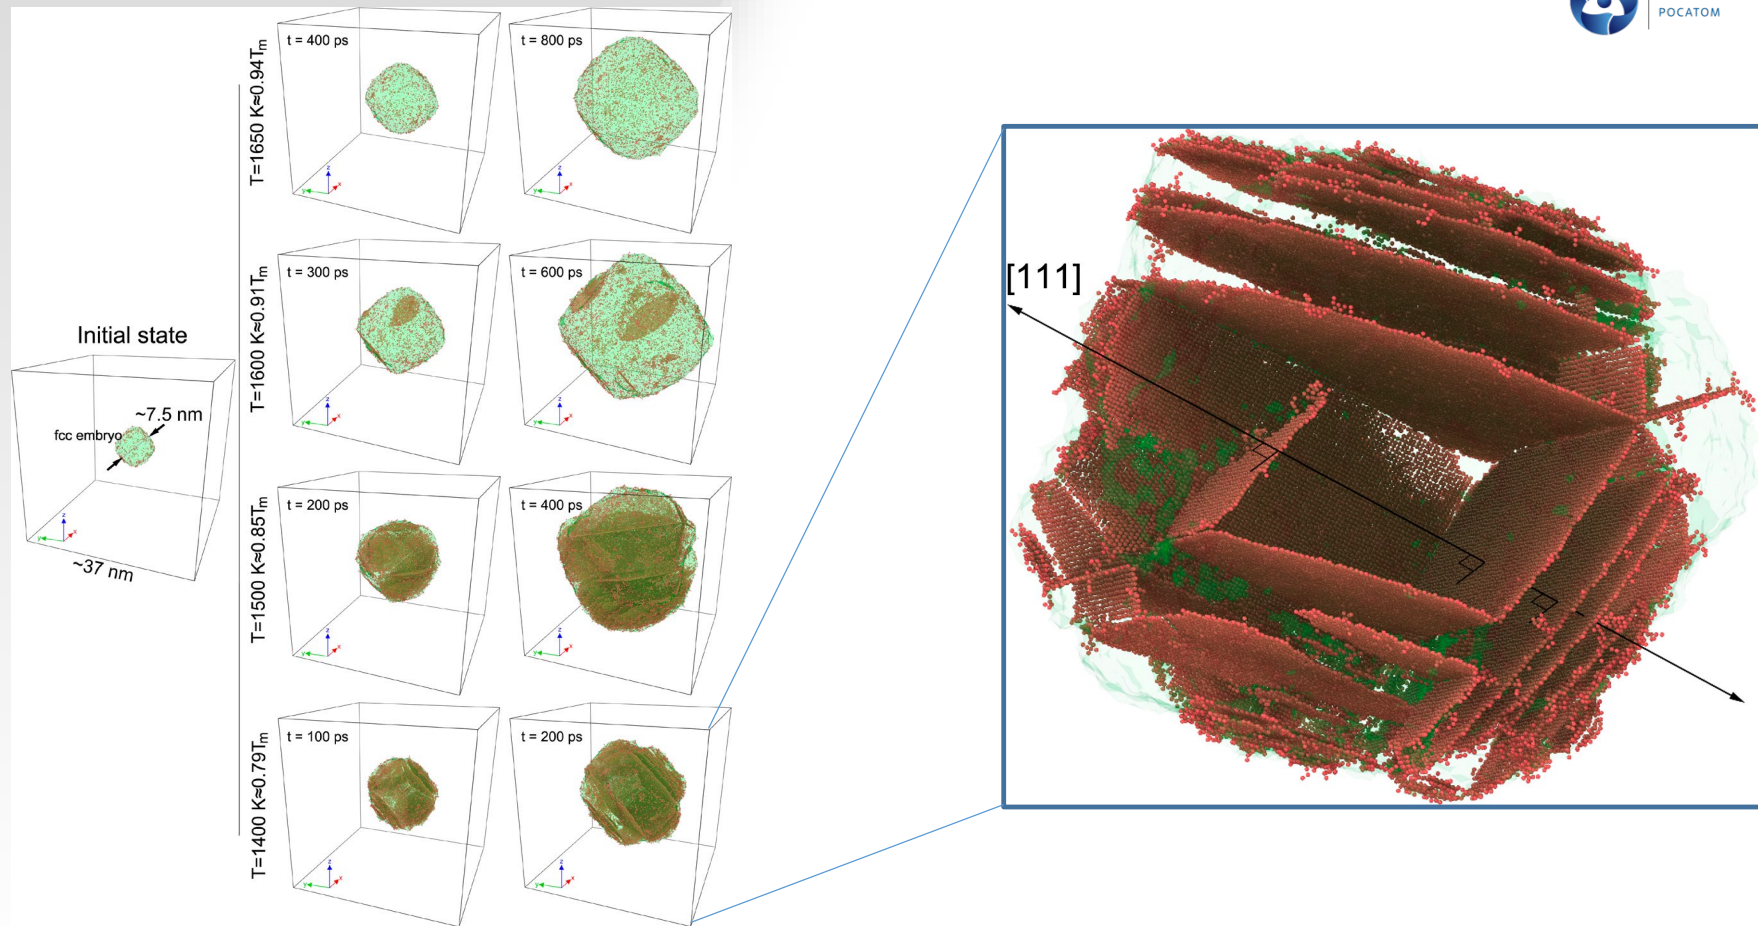 РОСАТОМ
T=1650 K≈0.94Tm
t = 400 ps
t = 800 ps
z
y
x
z
y
x
T=1600 K≈0.91Tm
t = 300 ps
t = 600 ps
z
y
x
z
y
x
Initial state
~7.5 nm
fcc embryo
z
y
x
~37 nm
T=1500 K≈0.85Tm
t = 200 ps
t = 400 ps
z
y
x
z
y
x
T=1400 K≈0.79Tm
t = 100 ps
t = 200 ps
z
y
x
z
y
x
[111]